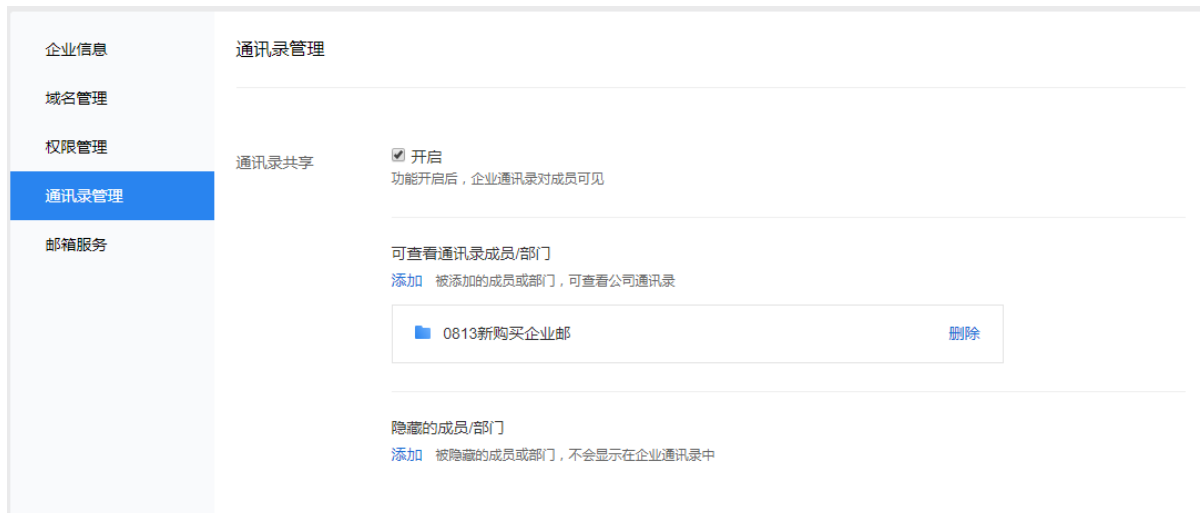 企业信息
域名管理
权限管理
通讯录管理
邮箱服务
通讯录管理
通讯录共享
开启
功能开启后，企业通讯录对成员可见
可查看通讯录成员/部门
添加 被添加的成员或部门，可查看公司通讯录
0813新购买企业邮 删除
隐藏的成员/部门
添加 被隐藏的成员或部门，不会显示在企业通讯录中